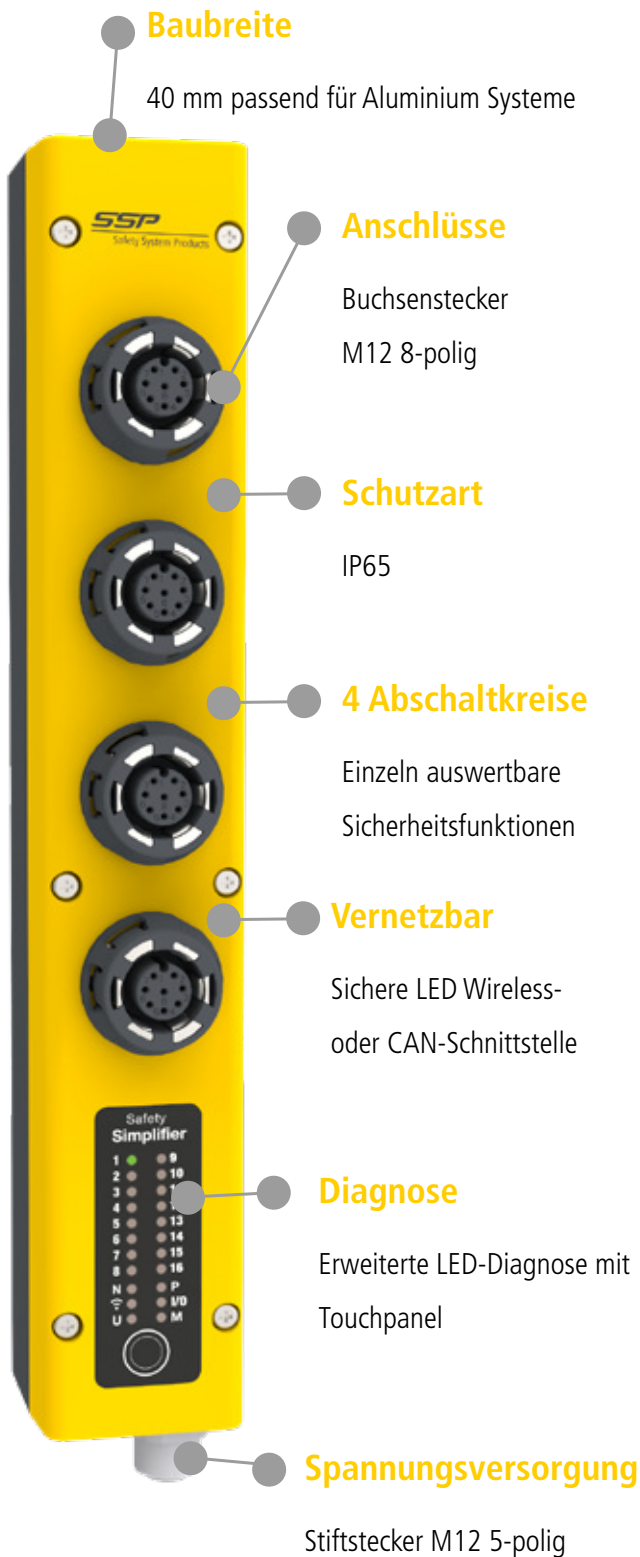 Baubreite
40 mm passend für Aluminium Systeme
SSP
Safety System Products
Anschlüsse
Buchsenstecker
M12 8-polig
Schutzart
IP65
4 Abschaltkreise
Einzeln auswertbare
Sicherheitsfunktionen
Vernetzbar
Sichere LED Wireless-
oder CAN-Schnittstelle
Safety
Simplifier
1 9
2 10
3
4
5 13
6 14
7 15
8 16
N P
I/O
U M
Diagnose
Erweiterte LED-Diagnose mit
Touchpanel
Spannungsversorgung
Stiftstecker M12 5-polig